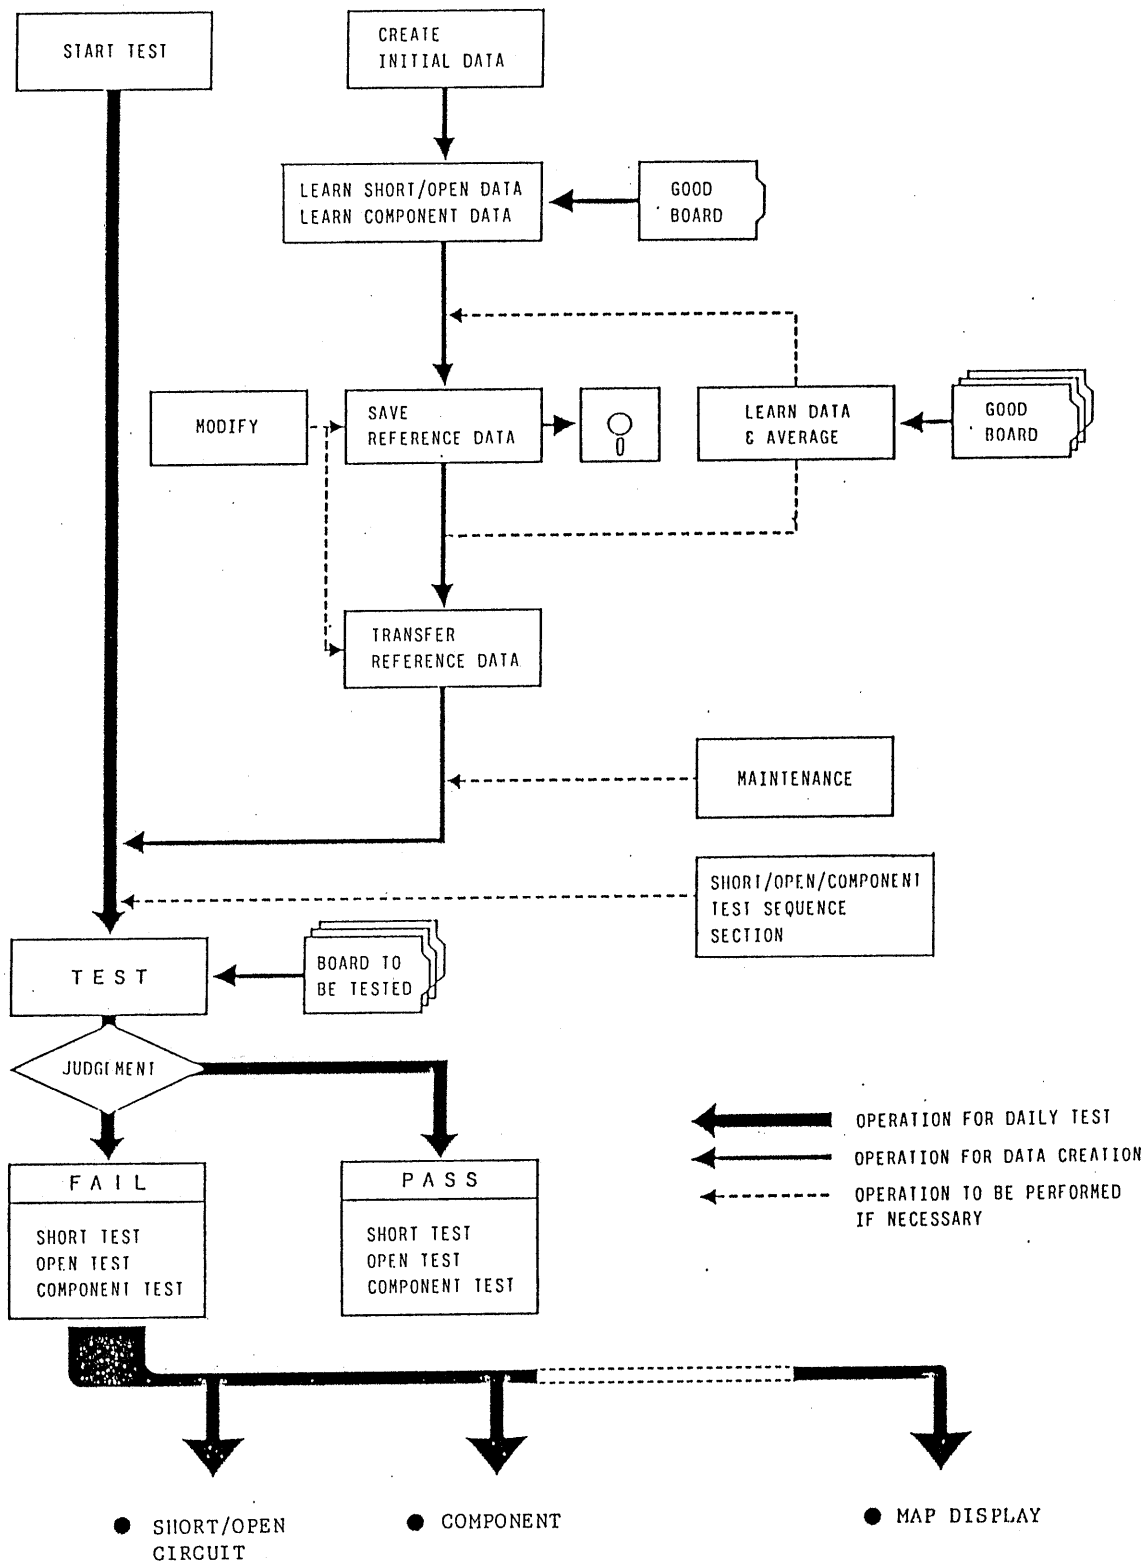 START TEST
CREATE
INITIAL DATA
LEARN SHORT/OPEN DATA
LEARN COMPONENT DATA
GOOD
BOARD
MODIFY
SAVE
REFERENCE DATA
LEARN DATA
& AVERAGE
GOOD
BOARD
TRANSFER
REFERENCE DATA
MAINTENANCE
SHORT/OPEN/COMPONENT
TEST SEQUENCE
SECTION
TEST
BOARD TO
BE TESTED
JUDGEMENT
OPERATION FOR DAILY TEST
OPERATION FOR DATA CREATION
OPERATION TO BE PERFORMED
IF NECESSARY
FAIL
SHORT TEST
OPEN TEST
COMPONENT TEST
PASS
SHORT TEST
OPEN TEST
COMPONENT TEST
● SHORT/OPEN
CIRCUIT
● COMPONENT
● MAP DISPLAY